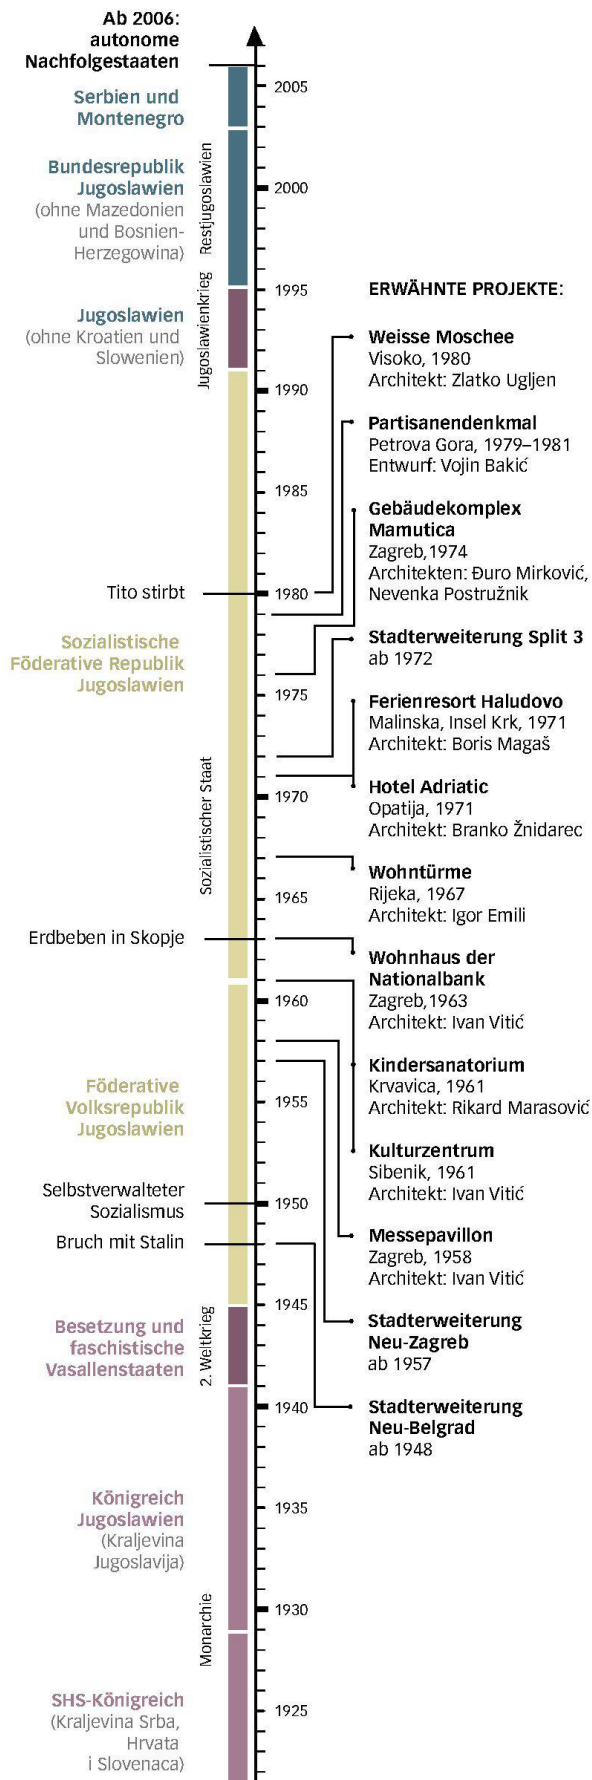 Ab 2006:
autonome
Nachfolgestaaten
Serbien und
Montenegro
Bundesrepublik
Jugoslawien
(ohne Mazedonien
und Bosnien-
Herzegowina)
Jugoslawien
(ohne Kroatien und
Slowenien)
Tito stirbt
Sozialistische
Föderative Republik
Jugoslawien
Erdbeben in Skopje
Föderative
Volksrepublik
Jugoslawien
Selbstverwalteter
Sozialismus
Bruch mit Stalin
Besetzung und
faschistische
Vasallenstaaten
Königreich
Jugoslawien
(Kraljevina
Jugoslavija)
SHS-Königreich
(Kraljevina Srba,
Hrvata
i Slovenaca)
Restjugoslawien
Jugoslawienkrieg
Sozialistischer Staat
2. Weltkrieg
Monarchie
2005
2000
1995
1990
1985
1980
1975
1970
1965
1960
1955
1950
1945
1940
1935
1930
1925
ERWÄHNTE PROJEKTE:
Weisse Moschee
Visoko, 1980
Architekt: Zlatko Ugljen
Partisanendenkmal
Petrova Gora, 1979–1981
Entwurf: Vojin Bakić
Gebäudekomplex
Mamutica
Zagreb,1974
Architekten: Đuro Mirković,
Nevenka Postružnik
Stadterweiterung Split 3
ab 1972
Ferienresort Haludovo
Malinska, Insel Krk, 1971
Architekt: Boris Magaš
Hotel Adriatic
Opatija, 1971
Architekt: Branko Žnidarec
Wohntürme
Rijeka, 1967
Architekt: Igor Emili
Wohnhaus der
Nationalbank
Zagreb,1963
Architekt: Ivan Vitić
Kindersanatorium
Krvavica, 1961
Architekt: Rikard Marasović
Kulturzentrum
Sibenik, 1961
Architekt: Ivan Vitić
Messepavillon
Zagreb, 1958
Architekt: Ivan Vitić
Stadterweiterung
Neu-Zagreb
ab 1957
Stadterweiterung
Neu-Belgrad
ab 1948